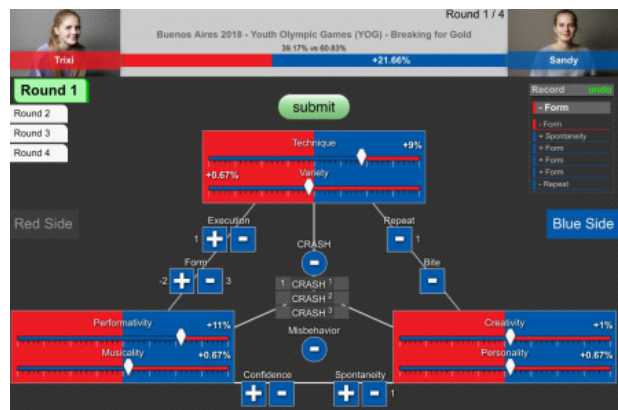 Round 1 / 4
Buenos Aires 2018 - Youth Olympic Games (YOG) - Breaking for Gold
39.17% vs 60.83%
Trixi
+21.66%
Sandy
Round 1
Round 2
Round 3
Round 4
submit
Record undo
- Form
- Form
+ Spontaneity
+ Form
+ Form
+ Form
- Repeat
Technique
+9%
+0.67%
Variety
Red Side
Blue Side
Execution
1 + -
Repeat
- 1
CRASH
-
Form
-2 + - 3
Bite
-
1 CRASH 1
CRASH 2
CRASH 3
Misbehavior
-
Performativity
+11%
Musicality
+0.67%
Creativity
+1%
Personality
+0.67%
Confidence
+ -
Spontaneity
+ - 1